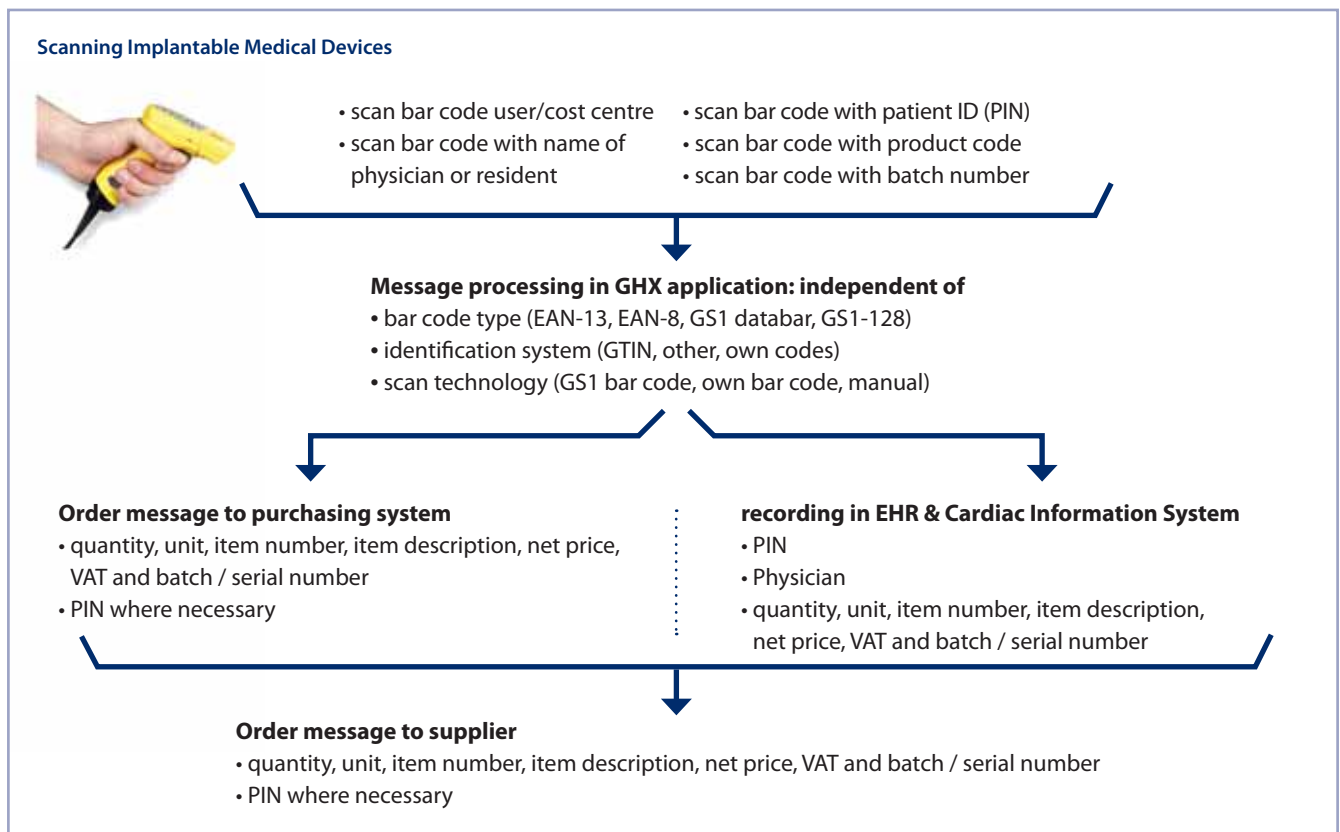 Scanning Implantable Medical Devices
• scan bar code user/cost centre
• scan bar code with name of
physician or resident
• scan bar code with patient ID (PIN)
• scan bar code with product code
• scan bar code with batch number
Message processing in GHX application: independent of
• bar code type (EAN-13, EAN-8, GS1 databar, GS1-128)
• identification system (GTIN, other, own codes)
• scan technology (GS1 bar code, own bar code, manual)
Order message to purchasing system
• quantity, unit, item number, item description, net price,
VAT and batch / serial number
• PIN where necessary
recording in EHR & Cardiac Information System
• PIN
• Physician
• quantity, unit, item number, item description,
net price, VAT and batch / serial number
Order message to supplier
• quantity, unit, item number, item description, net price, VAT and batch / serial number
• PIN where necessary